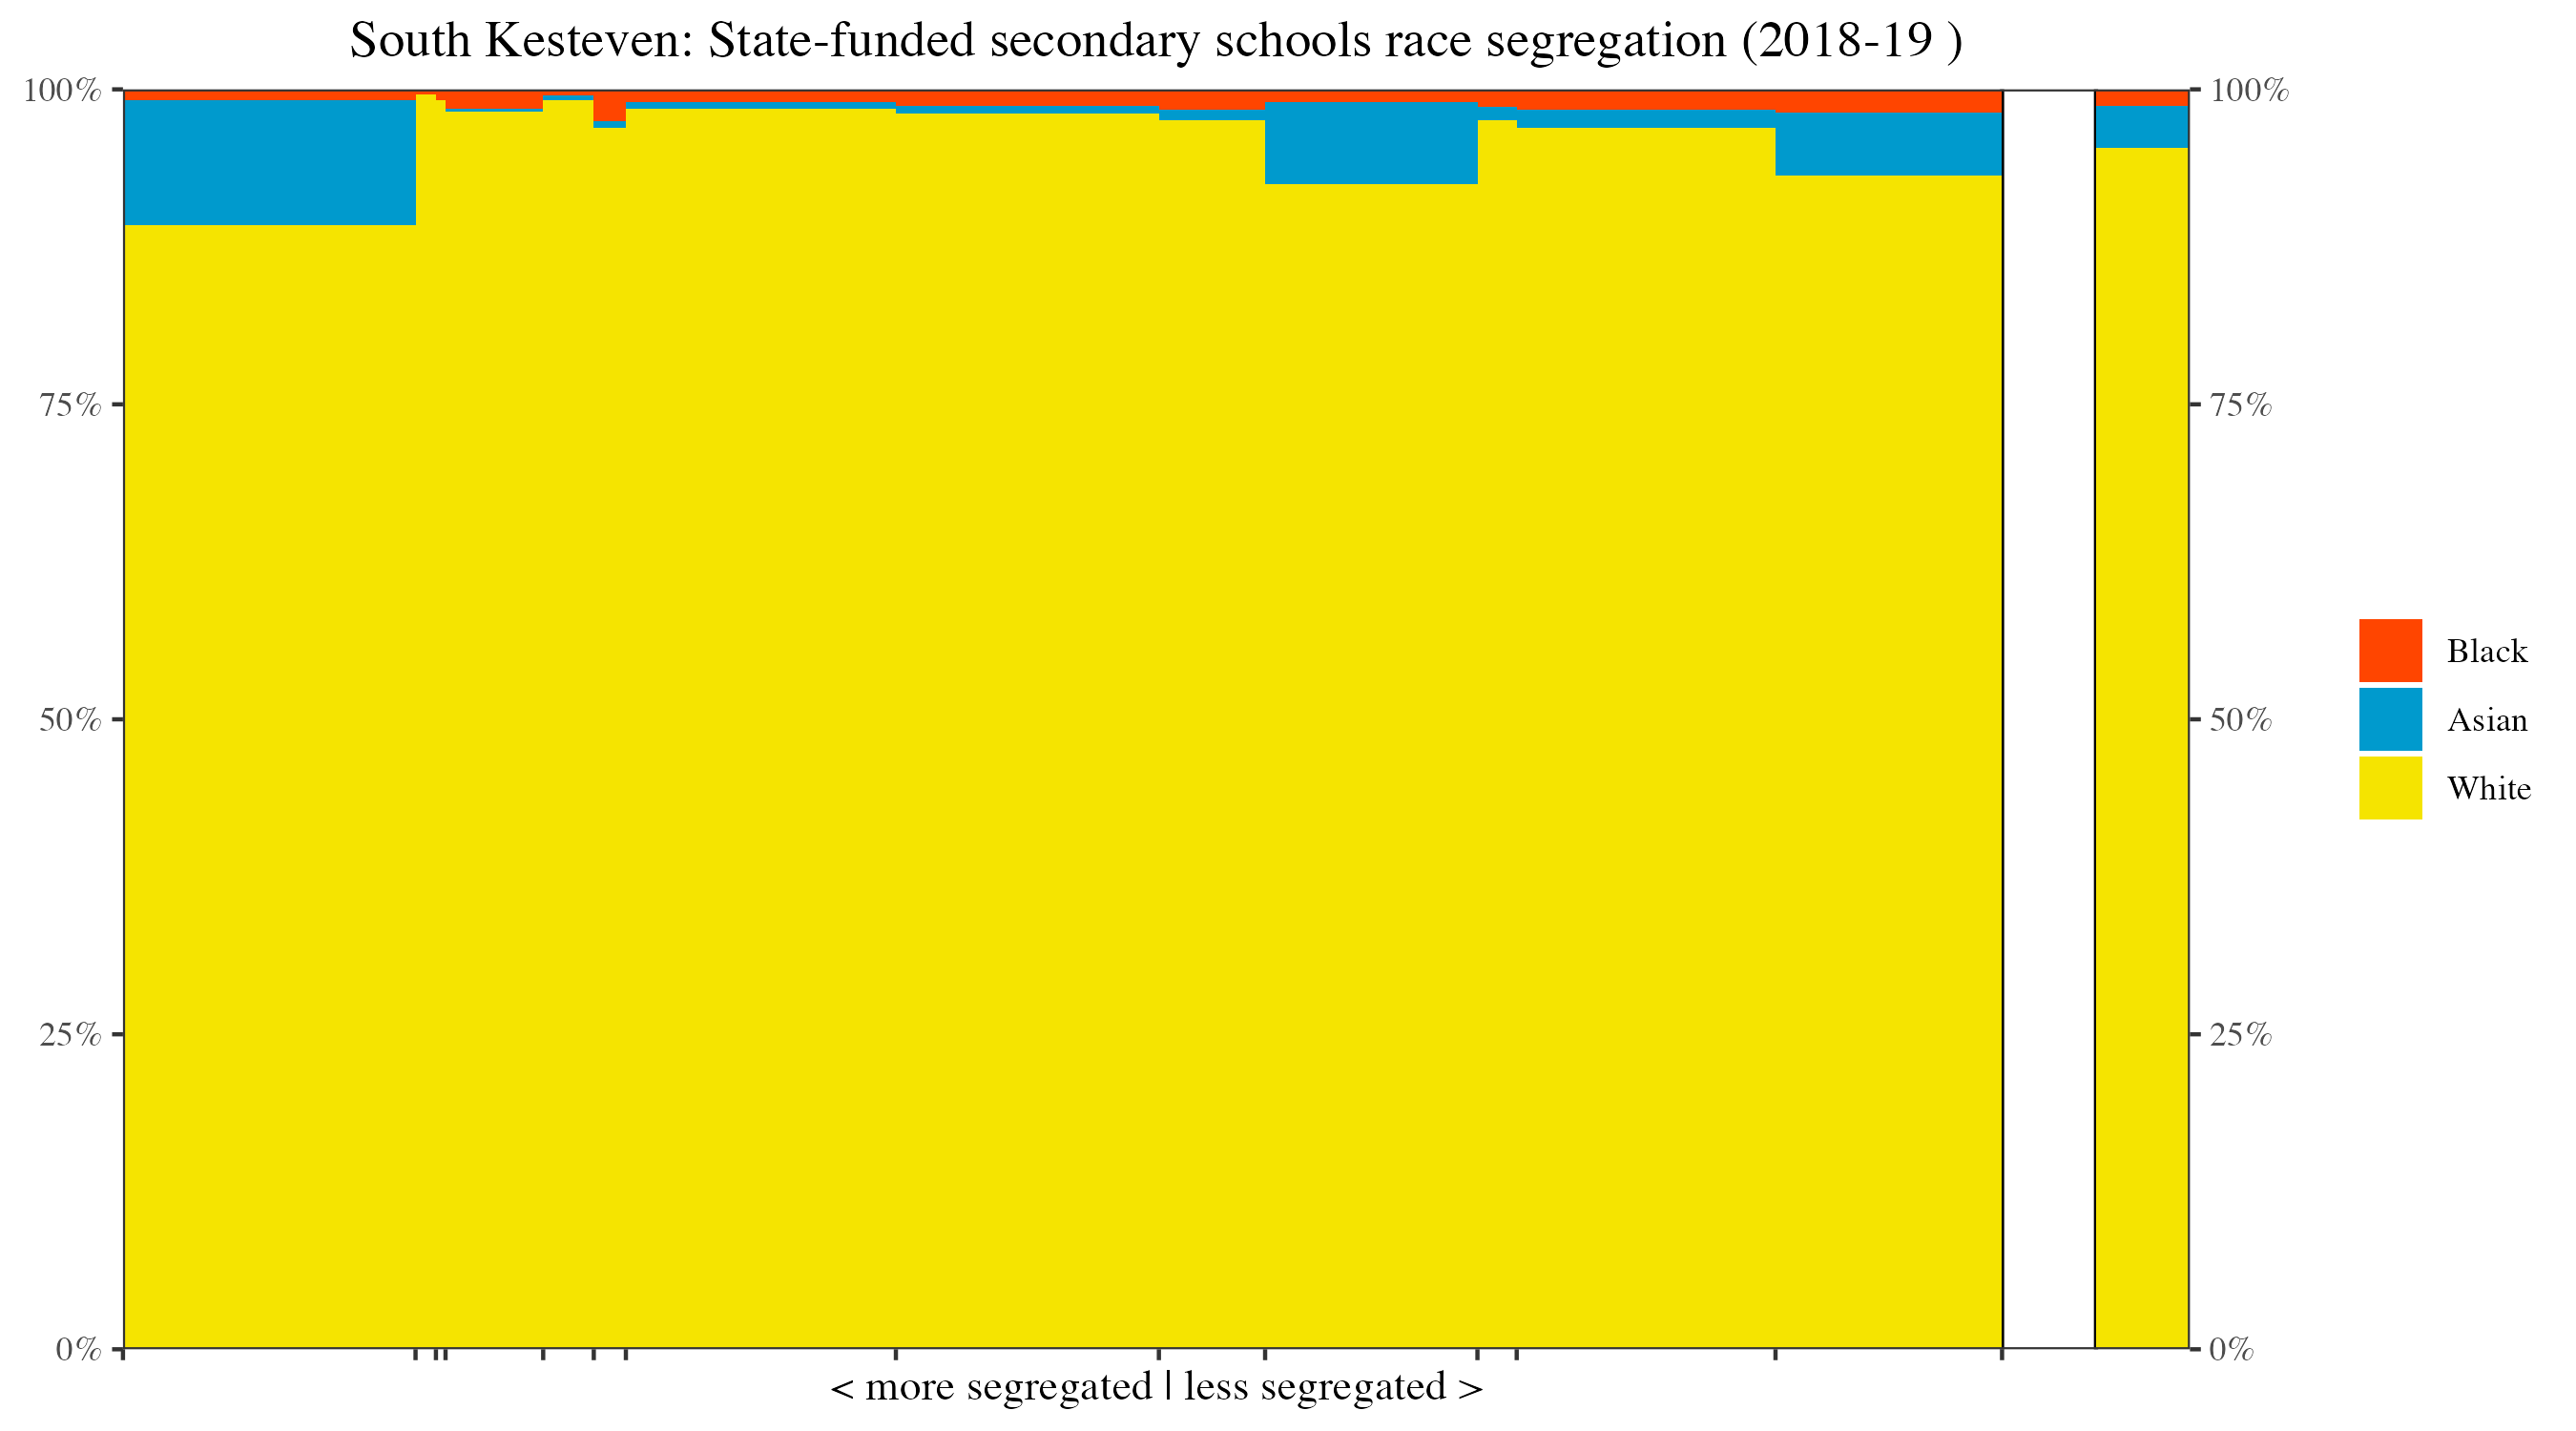 South Kesteven: State-funded secondary schools race segregation (2018-19 )
100%
75%
50%
25%
0%
100%
75%
50%
25%
0%
Black
Asian
White
< more segregated | less segregated >